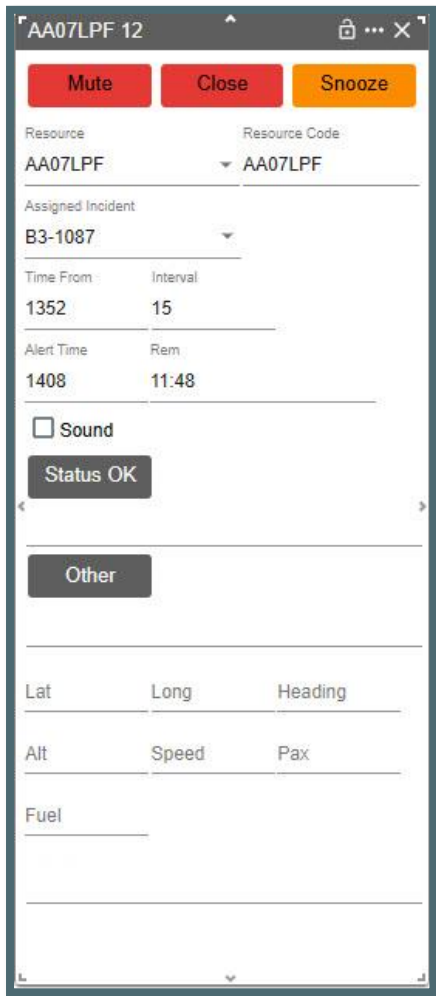 AA07LPF 12
Mute Close Snooze
Resource Resource Code
AA07LPF AA07LPF
Assigned Incident
B3-1087
Time From Interval
1352 15
Alert Time Rem
1408 11:48
Sound
Status OK
Other
Lat Long Heading
Alt Speed Pax
Fuel